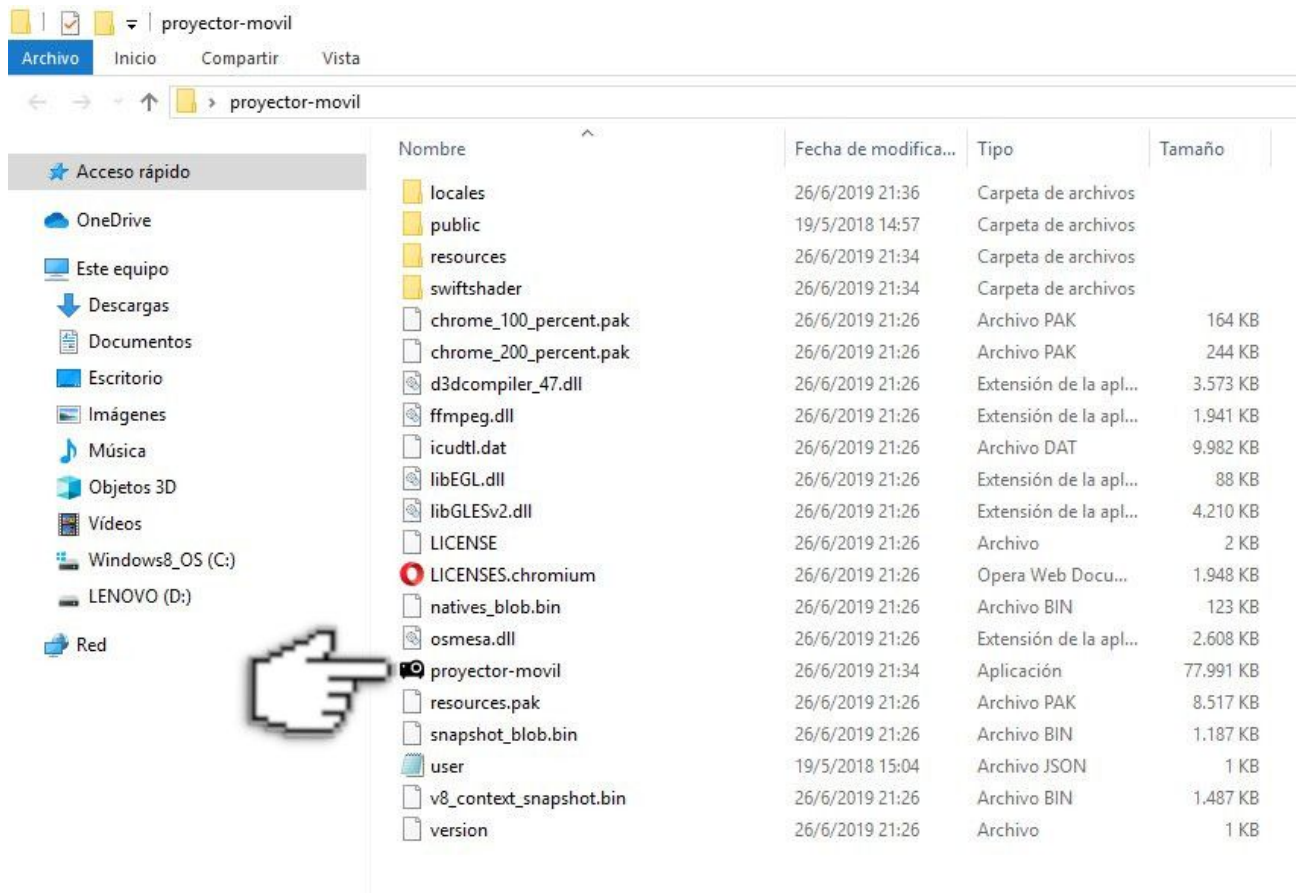 proyector-movil
Archivo Inicio Compartir Vista
proyector-movil
Nombre Fecha de modifica... Tipo Tamaño
Acceso rápido
OneDrive
Este equipo
Descargas
Documentos
Escritorio
Imágenes
Música
Objetos 3D
Vídeos
Windows8_OS (C:)
LENOVO (D:)
Red
locales 26/6/2019 21:36 Carpeta de archivos
public 19/5/2018 14:57 Carpeta de archivos
resources 26/6/2019 21:34 Carpeta de archivos
swiftshader 26/6/2019 21:34 Carpeta de archivos
chrome_100_percent.pak 26/6/2019 21:26 Archivo PAK 164 KB
chrome_200_percent.pak 26/6/2019 21:26 Archivo PAK 244 KB
d3dcompiler_47.dll 26/6/2019 21:26 Extensión de la apl... 3.573 KB
ffmpeg.dll 26/6/2019 21:26 Extensión de la apl... 1.941 KB
icudtl.dat 26/6/2019 21:26 Archivo DAT 9.982 KB
libEGL.dll 26/6/2019 21:26 Extensión de la apl... 88 KB
libGLESv2.dll 26/6/2019 21:26 Extensión de la apl... 4.210 KB
LICENSE 26/6/2019 21:26 Archivo 2 KB
LICENSES.chromium 26/6/2019 21:26 Opera Web Docu... 1.948 KB
natives_blob.bin 26/6/2019 21:26 Archivo BIN 123 KB
osmesa.dll 26/6/2019 21:26 Extensión de la apl... 2.608 KB
proyector-movil 26/6/2019 21:34 Aplicación 77.991 KB
resources.pak 26/6/2019 21:26 Archivo PAK 8.517 KB
snapshot_blob.bin 26/6/2019 21:26 Archivo BIN 1.187 KB
user 19/5/2018 15:04 Archivo JSON 1 KB
v8_context_snapshot.bin 26/6/2019 21:26 Archivo BIN 1.487 KB
version 26/6/2019 21:26 Archivo 1 KB